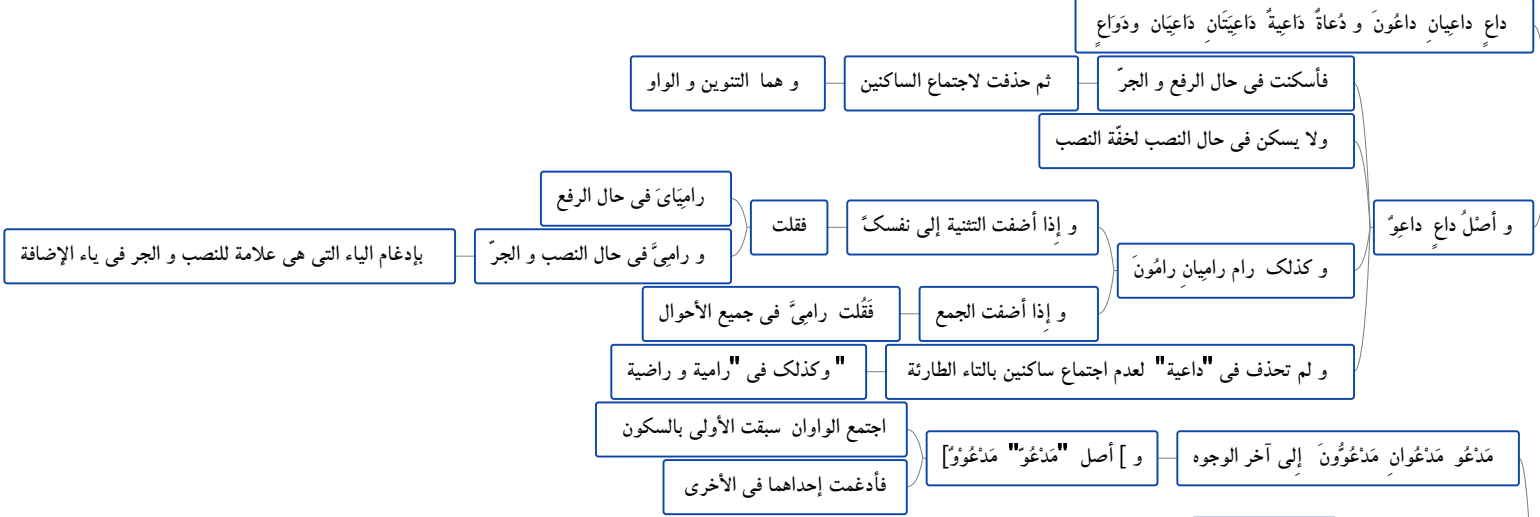 داعٍ داعِيانِ داعُونَ و دُعاةٌ دَاعِيةٌ دَاعِيَتَانِ دَاعِيَان ودَوَاعٍ
و أصْلُ داعٍ داعِوٌ
فأسكنت فى حال الرفع و الجرّ
ثم حذفت لاجتماع الساكنين
و هما التنوين و الواو
ولا يسكن فى حال النصب لخفّة النصب
و كذلک رام رامِيانِ رامُونَ
و إِذا أضفت التثنية إلى نفسکً
فقلت
رامِيَاىَ فى حال الرفع
و رامِىَّ فى حال النصب و الجرّ
بإدغام الياء التى هى علامة للنصب و الجر فى ياء الإضافة
و إِذا أضفت الجمع
فَقُلت رامِىَّ فى جميع الأحوال
و لم تحذف فى "داعية" لعدم اجتماع ساكنين بالتاء الطارئة
" وكذلک فى "رامية و راضية
مَدْعُو مَدْعُوانِ مَدْعُوُّونَ إِلى آخر الوجوه
و ] أصل "مَدْعُوّ" مَدْعُوْوٌ]
اجتمع الواوان سبقت الأولى بالسكون
فأدغمت إحداهما فى الأخرى